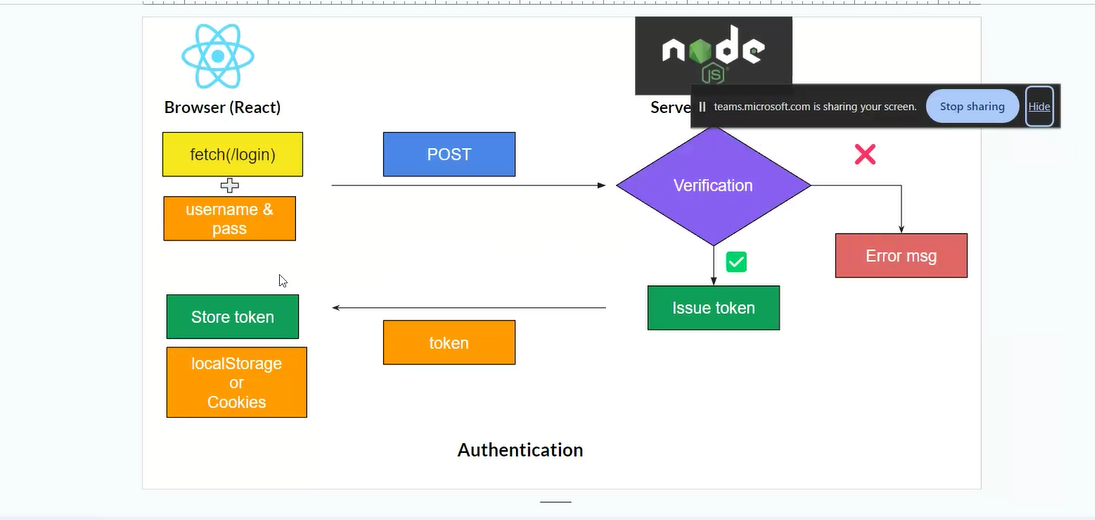 node
JS
Browser (React)
Serve
teams.microsoft.com is sharing your screen.
Stop sharing
Hide
fetch(/login)
POST
Verification
username &
pass
Error msg
Store token
Issue token
token
localStorage
or
Cookies
Authentication